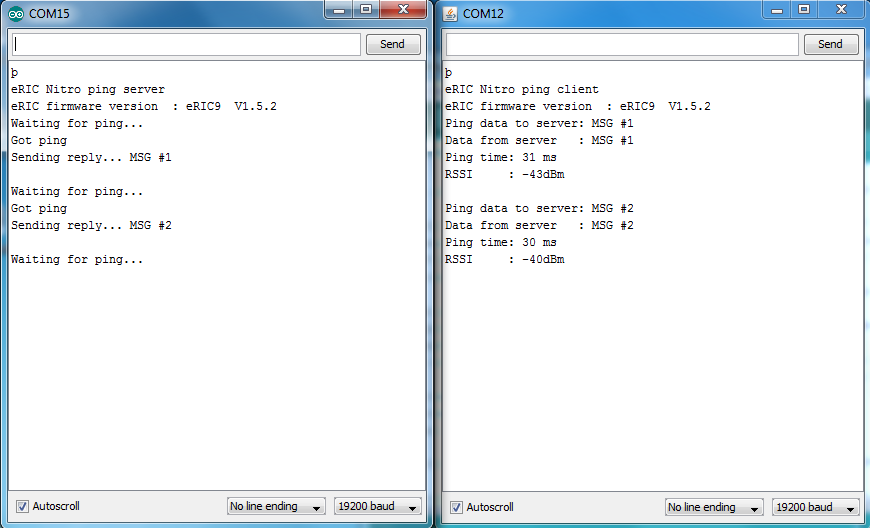 COM15
Send
þ
eRIC Nitro ping server
eRIC firmware version  : eRIC9  V1.5.2
Waiting for ping...
Got ping
Sending reply... MSG #1
Waiting for ping...
Got ping
Sending reply... MSG #2
Waiting for ping...
Autoscroll
No line ending
19200 baud
COM12
Send
þ
eRIC Nitro ping client
eRIC firmware version  : eRIC9  V1.5.2
Ping data to server: MSG #1
Data from server   : MSG #1
Ping time: 31 ms
RSSI     : -43dBm
Ping data to server: MSG #2
Data from server   : MSG #2
Ping time: 30 ms
RSSI     : -40dBm
Autoscroll
No line ending
19200 baud